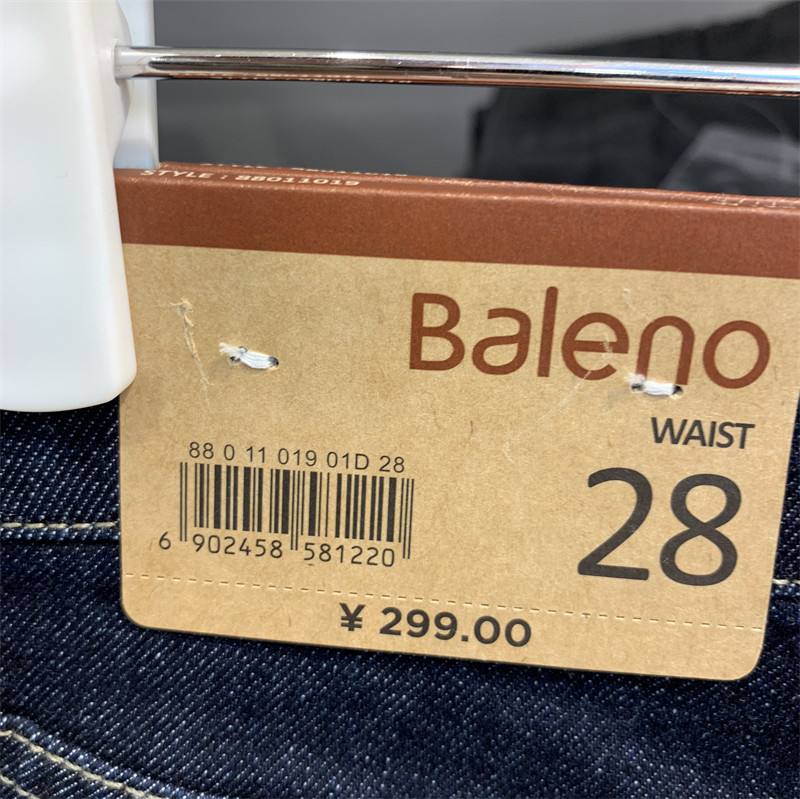 STYLE : 88011019
Baleno
WAIST
28
88 0 11 019 01D 28
6 902458 581220
¥ 299.00